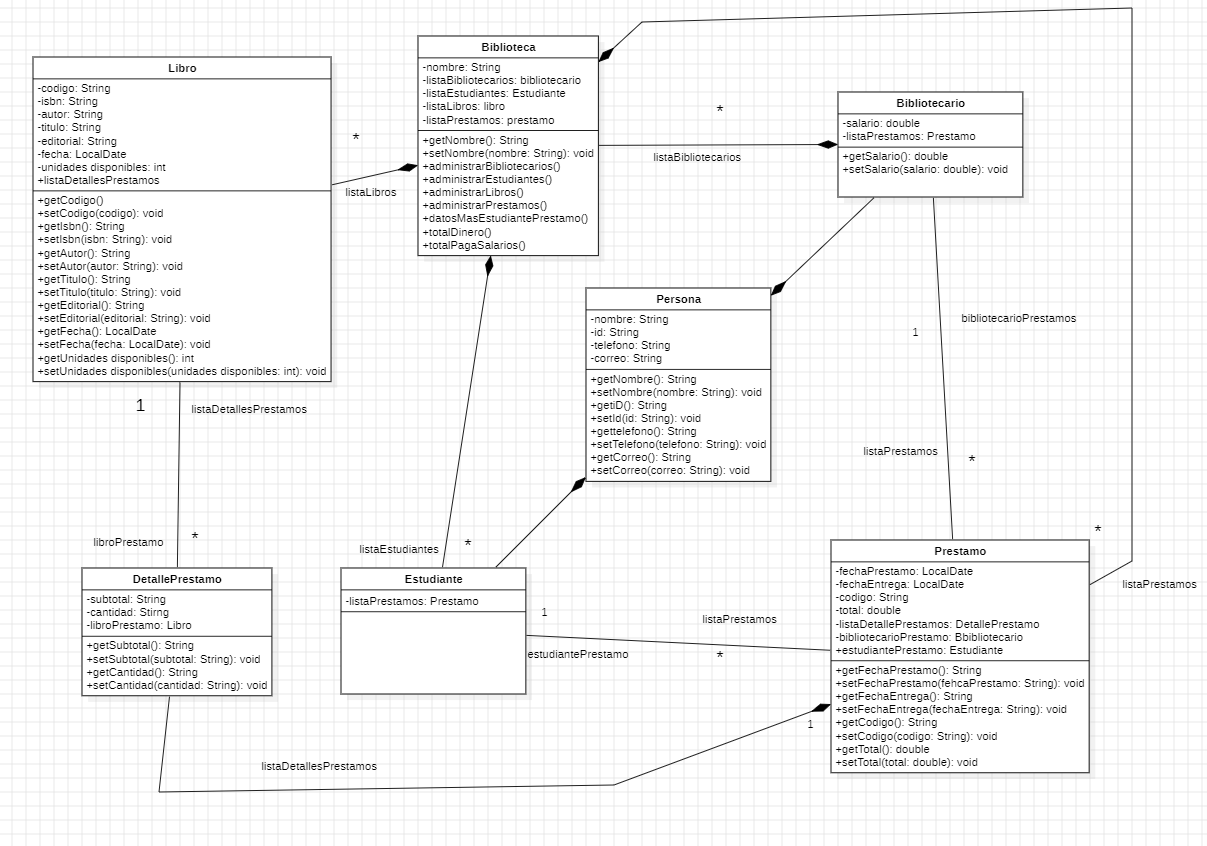 Libro
-codigo: String
-isbn: String
-autor: String
-titulo: String
-editorial: String
-fecha: LocalDate
-unidades disponibles: int
+listaDetallesPrestamos
+getCodigo()
+setCodigo(codigo): void
+getIsbn(): String
+setIsbn(isbn: String): void
+getAutor(): String
+setAutor(autor: String): void
+getTitulo(): String
+setTitulo(titulo: String): void
+getEditorial(): String
+setEditorial(editorial: String): void
+getFecha(): LocalDate
+setFecha(fecha: LocalDate): void
+getUnidades disponibles(): int
+setUnidades disponibles(unidades disponibles: int): void
*
listaLibros
Biblioteca
-nombre: String
-listaBibliotecarios: bibliotecario
-listaEstudiantes: Estudiante
-listaLibros: libro
-listaPrestamos: prestamo
+getNombre(): String
+setNombre(nombre: String): void
+administrarBibliotecarios()
+administrarEstudiantes()
+administrarLibros()
+administrarPrestamos()
+datosMasEstudiantePrestamo()
+totalDinero()
+totalPagaSalarios()
*
listaBibliotecarios
Bibliotecario
-salario: double
-listaPrestamos: Prestamo
+getSalario(): double
+setSalario(salario: double): void
Persona
-nombre: String
-id: String
-telefono: String
-correo: String
+getNombre(): String
+setNombre(nombre: String): void
+getiD(): String
+setId(id: String): void
+gettelefono(): String
+setTelefono(telefono: String): void
+getCorreo(): String
+setCorreo(correo: String): void
bibliotecarioPrestamos
1
listaPrestamos
*
1
listaDetallesPrestamos
libroPrestamo
*
listaEstudiantes
*
DetallePrestamo
-subtotal: String
-cantidad: Stirng
-libroPrestamo: Libro
+getSubtotal(): String
+setSubtotal(subtotal: String): void
+getCantidad(): String
+setCantidad(cantidad: String): void
Estudiante
-listaPrestamos: Prestamo
1
listaPrestamos
estudiantePrestamo
*
Prestamo
-fechaPrestamo: LocalDate
-fechaEntrega: LocalDate
-codigo: String
-total: double
-listaDetallePrestamos: DetallePrestamo
-bibliotecarioPrestamo: Bbibliotecario
+estudiantePrestamo: Estudiante
+getFechaPrestamo(): String
+setFechaPrestamo(fehcaPrestamo: String): void
+getFechaEntrega(): String
+setFechaEntrega(fechaEntrega: String): void
+getCodigo(): String
+setCodigo(codigo: String): void
+getTotal(): double
+setTotal(total: double): void
*
listaPrestamos
1
listaDetallesPrestamos